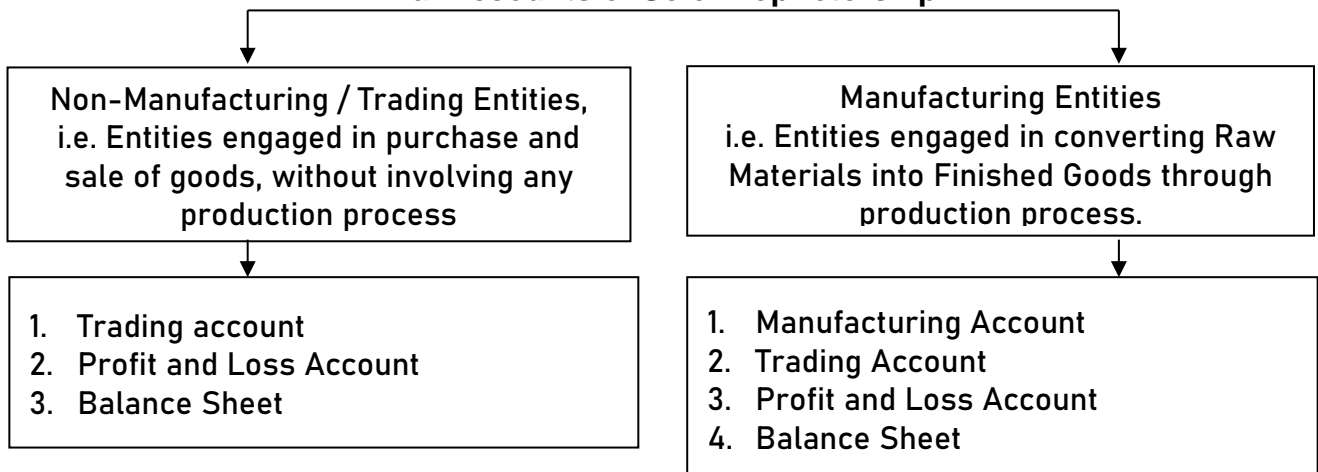 Non-Manufacturing / Trading Entities,
i.e. Entities engaged in purchase and
sale of goods, without involving any
production process
Manufacturing Entities
i.e. Entities engaged in converting Raw
Materials into Finished Goods through
production process.
1. Trading account
2. Profit and Loss Account
3. Balance Sheet
1. Manufacturing Account
2. Trading Account
3. Profit and Loss Account
4. Balance Sheet